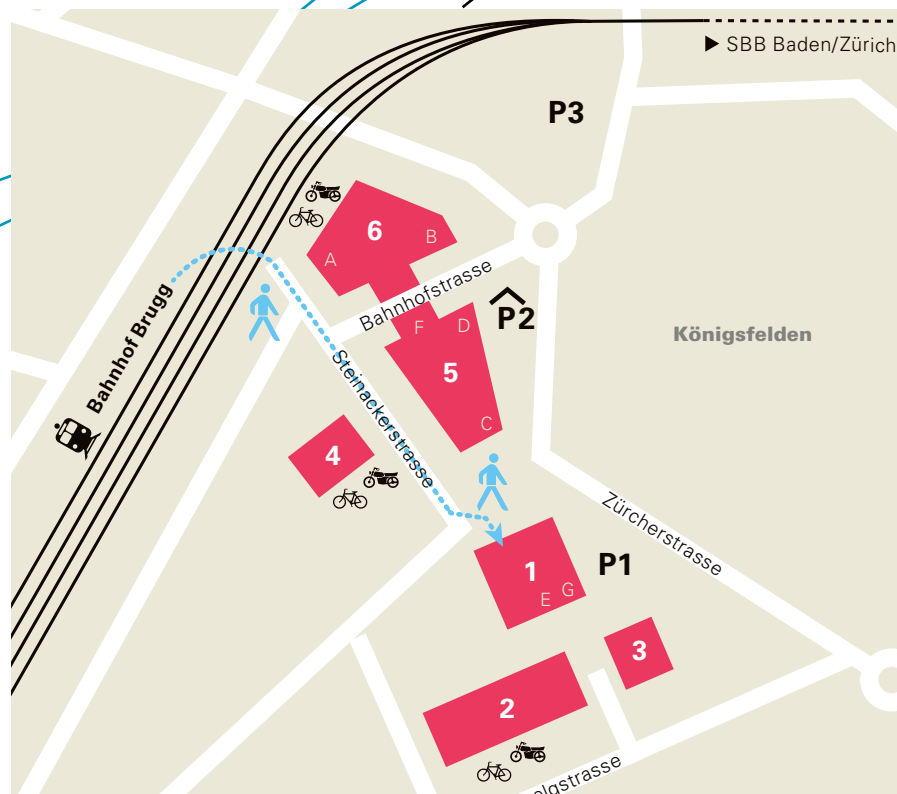 SBB Baden/Zürich
P3
6
B
A
Bahnhofstrasse
P2
F
D
Königsfelden
Bahnhof Brugg
5
C
Steinackerstrasse
4
Zürcherstrasse
1
P1
E
G
3
2